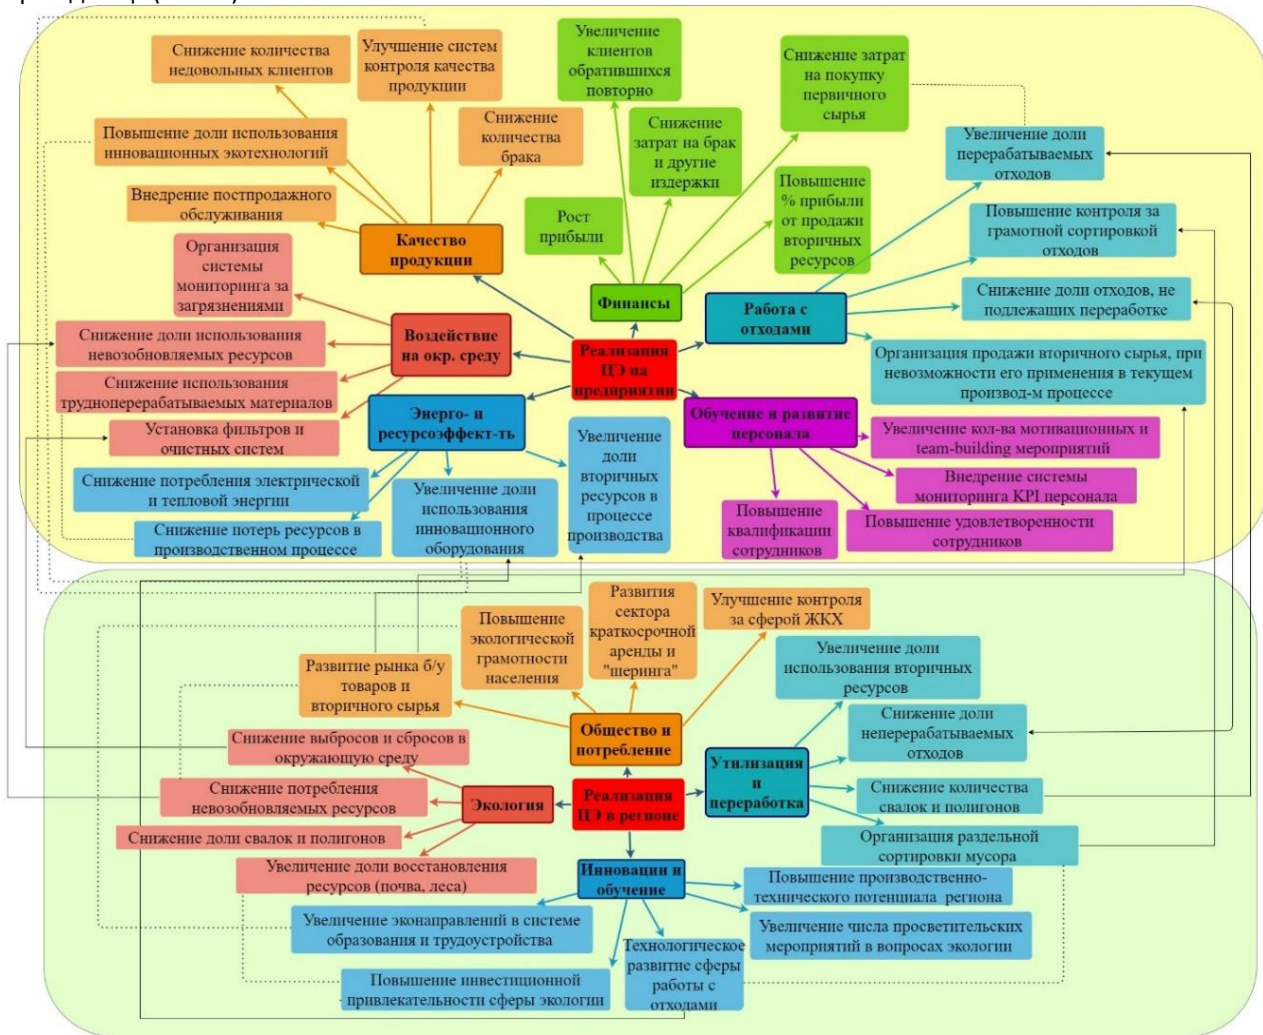 Снижение количества
недовольных клиентов
Улучшение систем
контроля качества
продукции
Увеличение
клиентов
обратившихся
повторно
Снижение затрат
на покупку
первичного
сырья
Повышение доли использования
инновационных экотехнологий
Снижение
количества
брака
Снижение
затрат на брак
и другие
издержки
Увеличение доли
перерабатываемых
отходов
Внедрение постпродажного
обслуживания
Рост
прибыли
Повышение
% прибыли
от продажи
вторичных
ресурсов
Повышение контроля за
грамотной сортировкой
отходов
Качество
продукции
Организация
системы
мониторинга за
загрязнениями
Финансы
Работа с
отходами
Снижение доли отходов, не
подлежащих переработке
Снижение доли использования
невозобновляемых ресурсов
Воздействие
на окр. среду
Реализация
ЦЭ на
предприятии
Организация продажи вторичного сырья, при
невозможности его применения в текущем
производ-м процессе
Снижение использования
трудноперерабатываемых материалов
Энерго- и
ресурсоэффект-ть
Обучение и развитие
персонала
Установка фильтров и
очистных систем
Увеличение
доли
вторичных
ресурсов в
процессе
производства
Увеличение кол-ва мотивационных и
team-building мероприятий
Снижение потребления электрической
и тепловой энергии
Увеличение доли
использования
инновационного
оборудования
Внедрение системы
мониторинга KPI персонала
Снижение потерь ресурсов в
производственном процессе
Повышение
квалификации
сотрудников
Повышение удовлетворенности
сотрудников
Повышение
экологической
грамотности
населения
Развития
сектора
краткосрочной
аренды и
"шеринга"
Улучшение контроля
за сферой ЖКХ
Развитие рынка б/у
товаров и
вторичного сырья
Увеличение доли
использования вторичных
ресурсов
Общество и
потребление
Снижение доли
неперерабатываемых
отходов
Снижение выбросов и сбросов в
окружающую среду
Утилизация
и
переработка
Снижение потребления
невозобновляемых ресурсов
Экология
Реализация
ЦЭ в регионе
Снижение количества
свалок и полигонов
Снижение доли свалок и полигонов
Организация раздельной
сортировки мусора
Увеличение доли восстановления
ресурсов (почва, леса)
Инновации и
обучение
Повышение производственно-
технического потенциала региона
Увеличение эконаправлений в системе
образования и трудоустройства
Увеличение числа просветительских
мероприятий в вопросах экологии
Технологическое
развитие сферы
работы с
отходами
Повышение инвестиционной
привлекательности сферы экологии